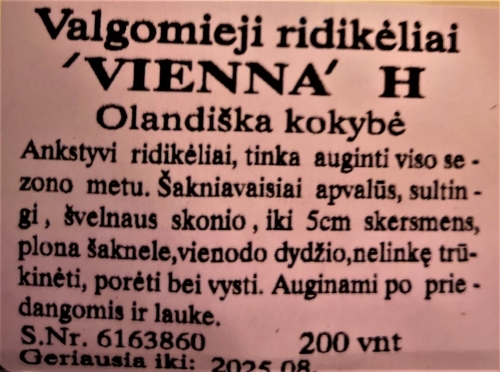 Valgomieji ridikėliai
'VIENNA' H
Olandiška kokybė
Ankstyvi ridikėliai, tinka auginti viso se-
zono metu. Šakniavaisiai apvalūs, sultin-
gi, švelnaus skonio, iki 5cm skersmens,
plona šaknele,vienodo dydžio,nelinkę trū-
kinėti, porėti bei vysti. Auginami po prie-
dangomis ir lauke.
S.Nr. 6163860 200 vnt
Geriausia iki: 2025.08.